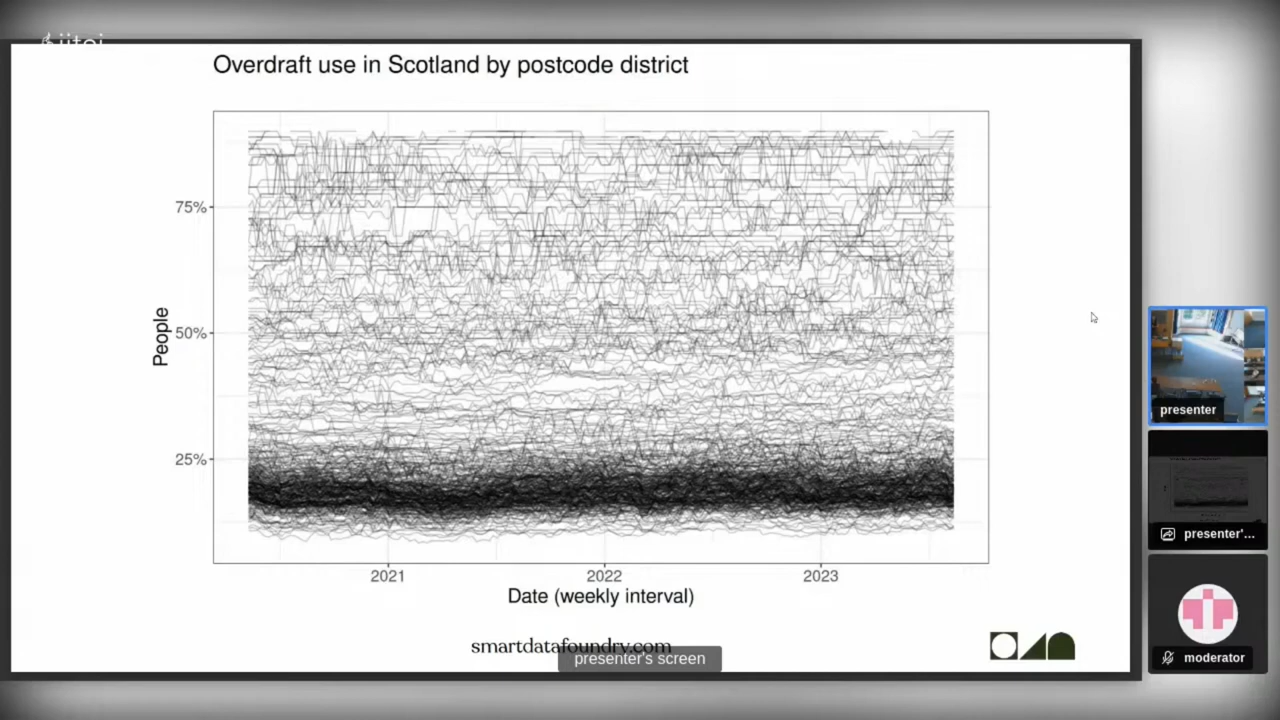 Overdraft use in Scotland by postcode district
75%
50%
25%
People
2021
2022
2023
Date (weekly interval)
smartdatafoundry.com
presenter's screen
presenter
presenter'...
moderator